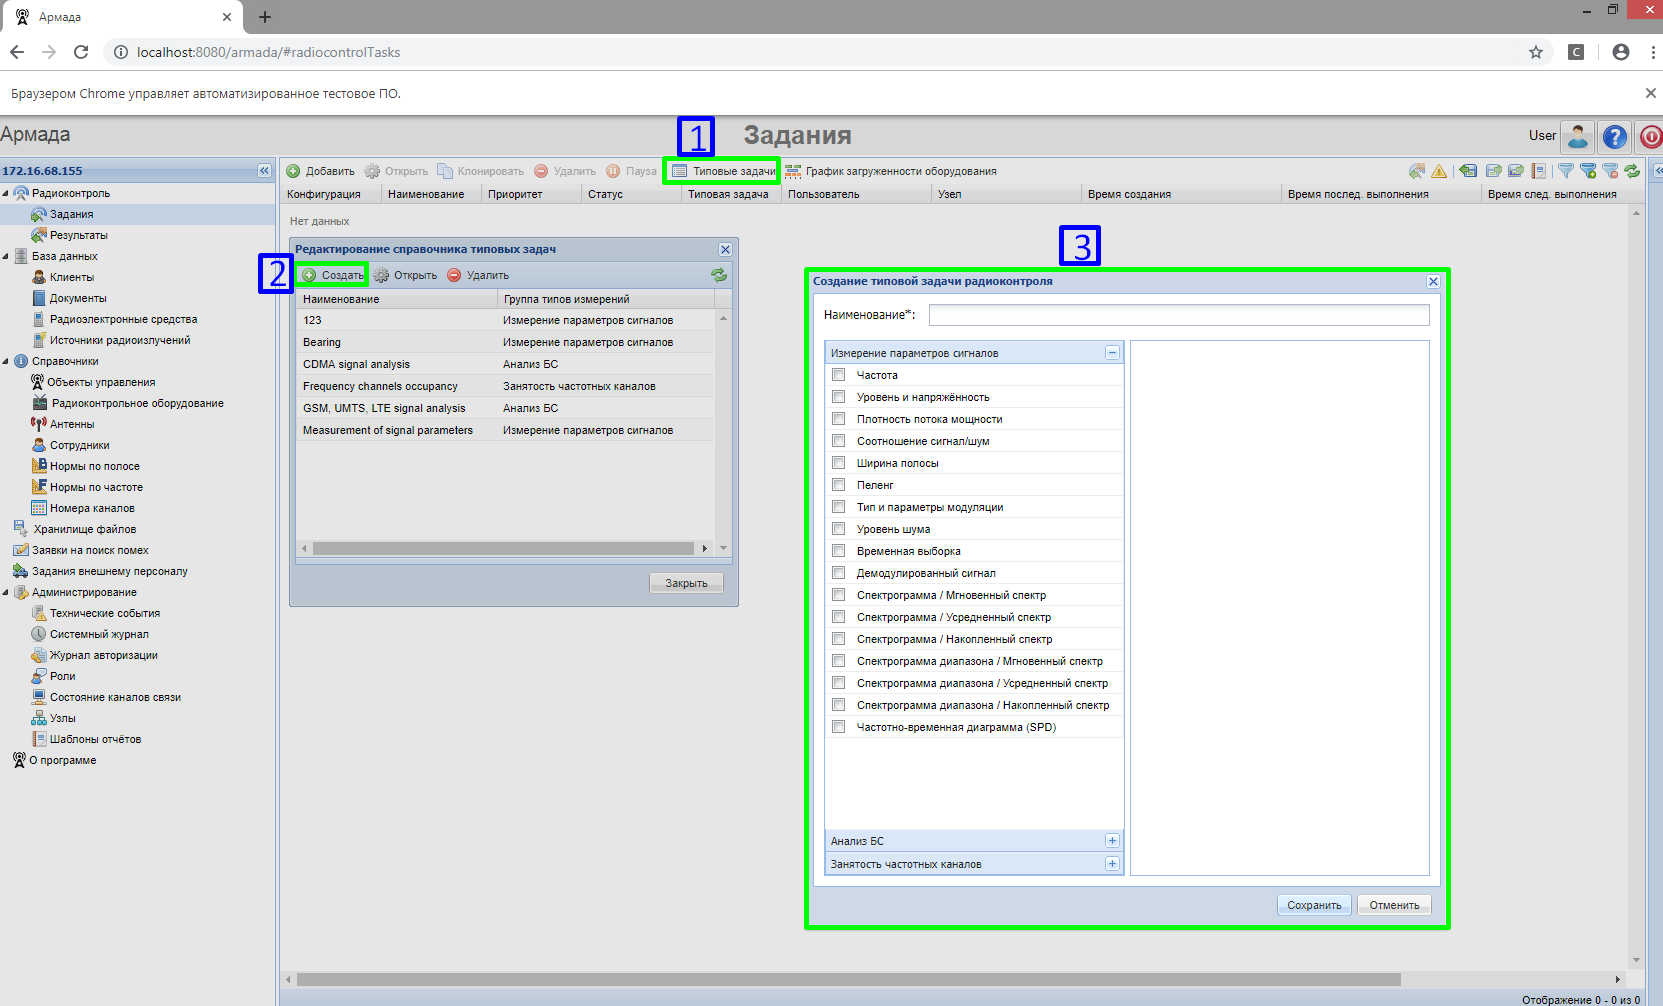 Армада
localhost:8080/armada/#radiocontrolTasks
C
Браузером Chrome управляет автоматизированное тестовое ПО.
Армада
1
Задания
User
172.16.68.155
Добавить Открыть Клонировать Удалить Пауза Типовые задачи График загруженности оборудования
Конфигурация Наименование Приоритет Статус Типовая задача Пользователь Узел Время создания Время послед. выполнения Время след. выполнения
Нет данных
Радиоконтроль
Задания
Результаты
База данных
Клиенты
Документы
Радиоэлектронные средства
Источники радиоизлучений
Справочники
Объекты управления
Радиоконтрольное оборудование
Антенны
Сотрудники
Нормы по полосе
Нормы по частоте
Номера каналов
Хранилище файлов
Заявки на поиск помех
Задания внешнему персоналу
Администрирование
Технические события
Системный журнал
Журнал авторизации
Роли
Состояние каналов связи
Узлы
Шаблоны отчётов
О программе
Редактирование справочника типовых задач
2
Создать Открыть Удалить
Наименование Группа типов измерений
123 Измерение параметров сигналов
Bearing Измерение параметров сигналов
CDMA signal analysis Анализ БС
Frequency channels occupancy Занятость частотных каналов
GSM, UMTS, LTE signal analysis Анализ БС
Measurement of signal parameters Измерение параметров сигналов
Закрыть
3
Создание типовой задачи радиоконтроля
Наименование*:
Измерение параметров сигналов
Частота
Уровень и напряжённость
Плотность потока мощности
Соотношение сигнал/шум
Ширина полосы
Пеленг
Тип и параметры модуляции
Уровень шума
Временная выборка
Демодулированный сигнал
Спектрограмма / Мгновенный спектр
Спектрограмма / Усредненный спектр
Спектрограмма / Накопленный спектр
Спектрограмма диапазона / Мгновенный спектр
Спектрограмма диапазона / Усредненный спектр
Спектрограмма диапазона / Накопленный спектр
Частотно-временная диаграмма (SPD)
Анализ БС
Занятость частотных каналов
Сохранить Отменить
Отображение 0 - 0 из 0